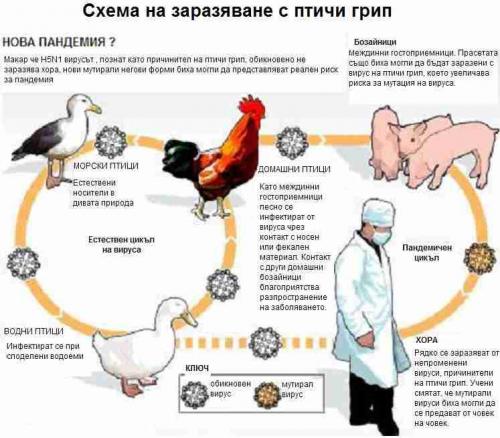 Схема на заразяване с птичи грип
НОВА ПАНДЕМИЯ ?
Макар че H5N1 вирусът , познат като причинител на птичи грип, обикновено не
заразява хора, нови мутирали негови форми биха могли да представляват реален риск
за пандемия
Бозайници
Междинни гостоприемници. Прасетата
също биха могли да бъдат заразени с
вирус на птичи грип, което увеличава
риска за мутация на вируса.
МОРСКИ ПТИЦИ
Естествени
носители в
дивата природа
ДОМАШНИ ПТИЦИ
Като междинни
гостоприемници
песно се
инфектират от
вируса чрез
контакт с носен
или фекален
материал. Контакт
с други домашни
бозайници
благоприятства
разпространение
на заболяването.
Естествен цикъл
на вируса
Пандемичен
цикъл
ВОДНИ ПТИЦИ
Инфектират се при
споделени водоеми
ХОРА
Рядко се заразяват от
непроменени
вируси, причинители
на птичи грип. Учени
смятат, че мутирали
вируси биха могли да
се предават от човек
на човек.
КЛЮЧ
обикновен
вирус
мутирал
вирус